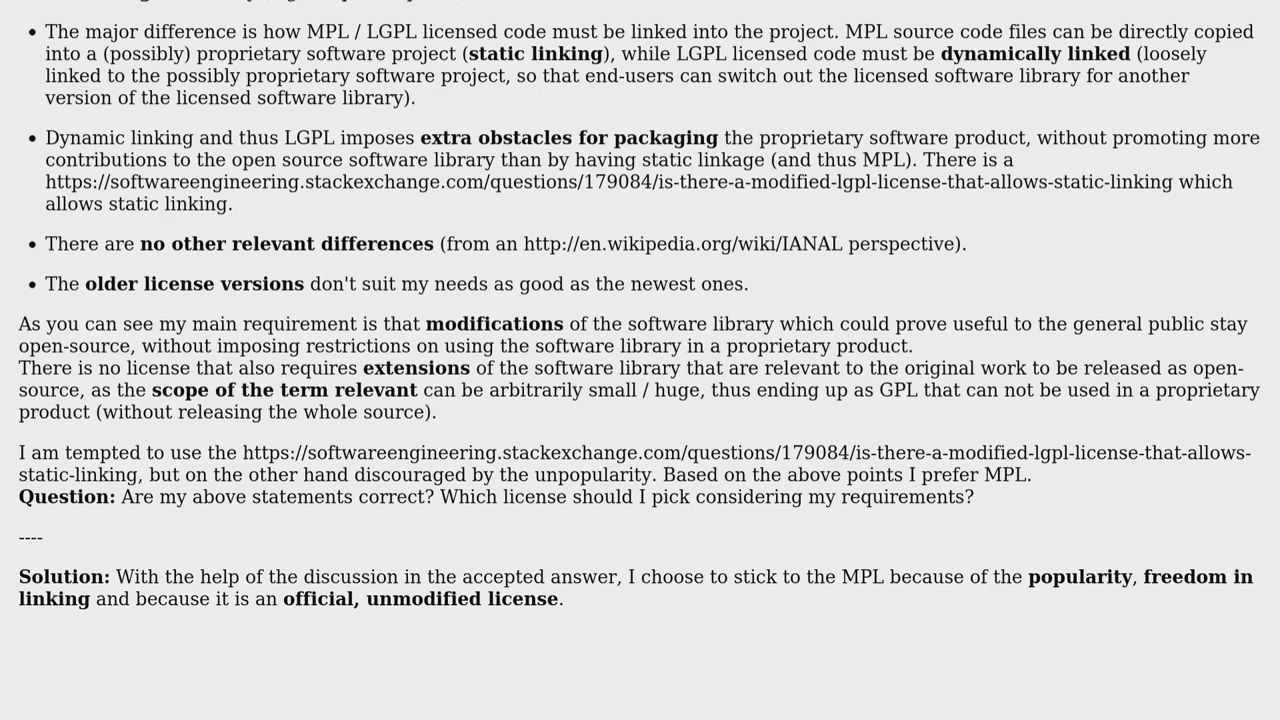 The major difference is how MPL / LGPL licensed code must be linked into the project. MPL source code files can be directly copied
into a (possibly) proprietary software project (static linking), while LGPL licensed code must be dynamically linked (loosely
linked to the possibly proprietary software project, so that end-users can switch out the licensed software library for another
version of the licensed software library).
Dynamic linking and thus LGPL imposes extra obstacles for packaging the proprietary software product, without promoting more
contributions to the open source software library than by having static linkage (and thus MPL). There is a
https://softwareengineering.stackexchange.com/questions/179084/is-there-a-modified-lgpl-license-that-allows-static-linking which
allows static linking.
There are no other relevant differences (from an http://en.wikipedia.org/wiki/IANAL perspective).
The older license versions don't suit my needs as good as the newest ones.
As you can see my main requirement is that modifications of the software library which could prove useful to the general public stay
open-source, without imposing restrictions on using the software library in a proprietary product.
There is no license that also requires extensions of the software library that are relevant to the original work to be released as open-
source, as the scope of the term relevant can be arbitrarily small / huge, thus ending up as GPL that can not be used in a proprietary
product (without releasing the whole source).
I am tempted to use the https://softwareengineering.stackexchange.com/questions/179084/is-there-a-modified-lgpl-license-that-allows-
static-linking, but on the other hand discouraged by the unpopularity. Based on the above points I prefer MPL.
Question: Are my above statements correct? Which license should I pick considering my requirements?
----
Solution: With the help of the discussion in the accepted answer, I choose to stick to the MPL because of the popularity, freedom in
linking and because it is an official, unmodified license.